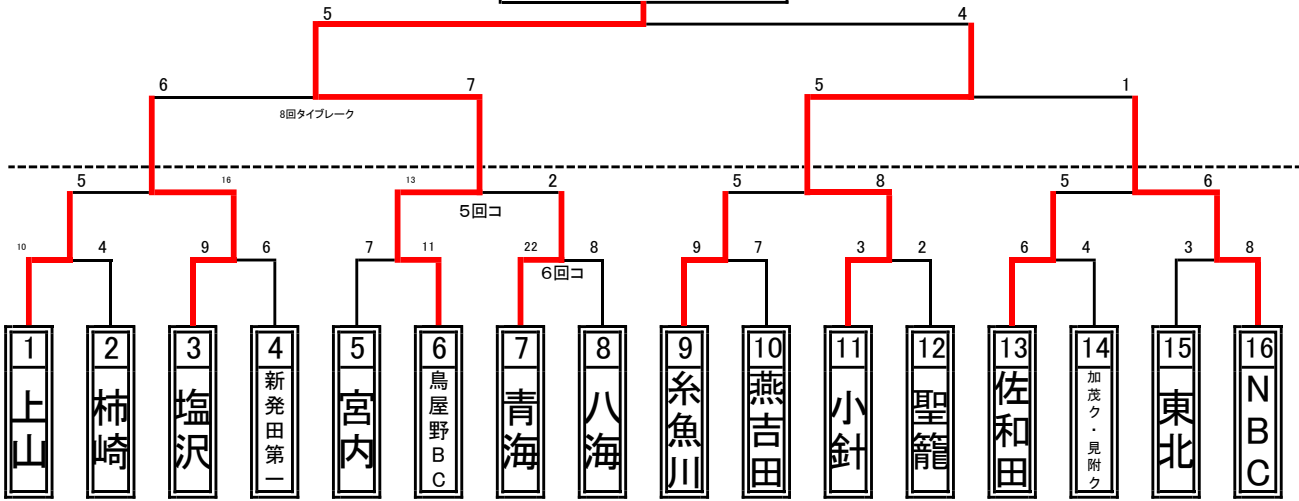 5 4
6 7 5 1
8回タイブレーク
5 16 13 2 5 8 5 6
5回コ
10 4 9 6 7 11 22 8 9 7 3 2 6 4 3 8
6回コ
1 2 3 4 5 6 7 8 9 10 11 12 13 14 15 16
上山
柿崎
塩沢
新発田第一
宮内
鳥屋野BC
青海
八海
糸魚川
燕吉田
小針
聖籠
佐和田
加茂ク・見附ク
東北
NBC